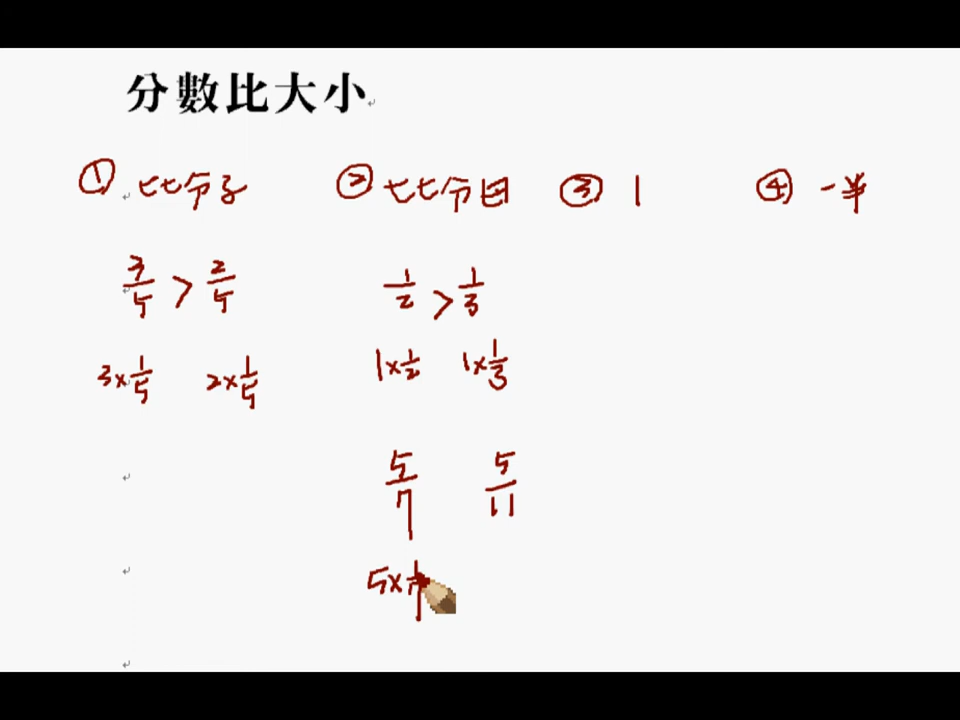 分數比大小
① 比分子 ② 比分母 ③ 1 ④ 一半
3/5 > 2/5 1/2 > 1/3
3×1/5 2×1/5 1×1/2 1×1/3
5/7 5/11
5×1/7